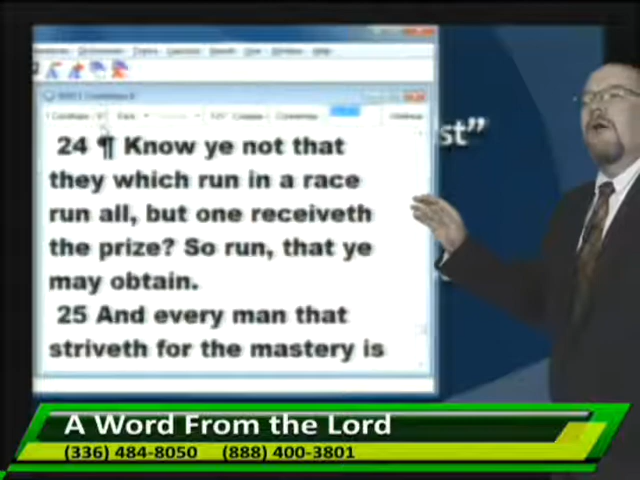 st”
24 ¶ Know ye not that
they which run in a race
run all, but one receiveth
the prize? So run, that ye
may obtain.
25 And every man that
striveth for the mastery is
A Word From the Lord
(336) 484-8050 (888) 400-3801